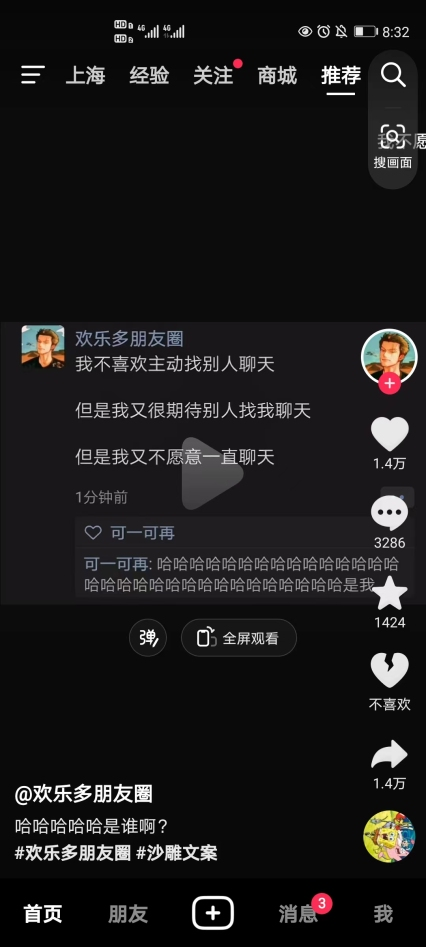 HD 1 4G 4G
HD 2
8:32
上海 经验 关注 商城 推荐
我不愿
搜画面
欢乐多朋友圈
我不喜欢主动找别人聊天
但是我又很期待别人找我聊天
但是我又不愿意一直聊天
1分钟前
可一可再
可一可再: 哈哈哈哈哈哈哈哈哈哈哈哈哈哈哈
哈哈哈哈哈哈哈哈哈哈哈哈哈哈哈哈是我
1.4万
3286
1424
不喜欢
1.4万
弹
全屏观看
@欢乐多朋友圈
哈哈哈哈哈是谁啊?
#欢乐多朋友圈 #沙雕文案
首页 朋友 消息 3 我